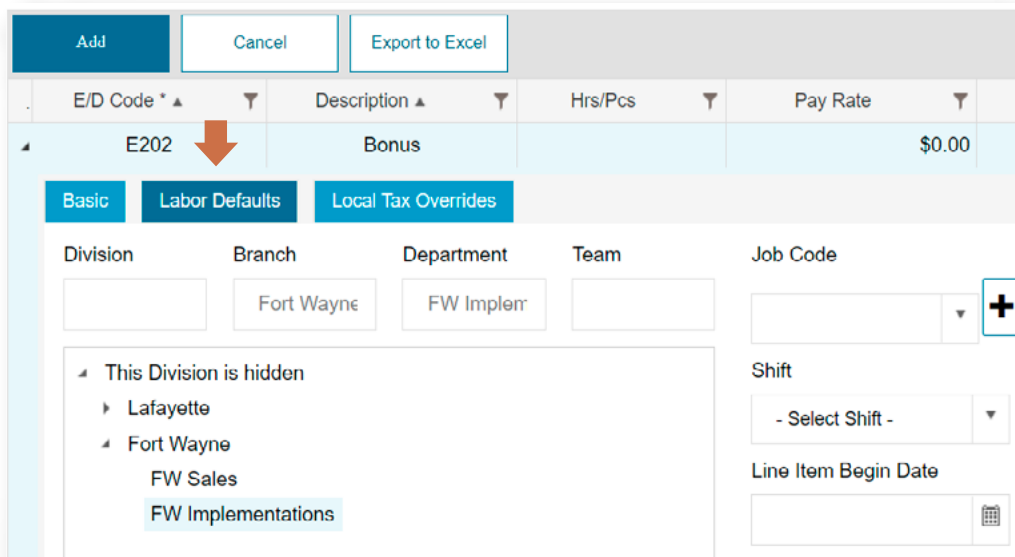 Add Cancel Export to Excel
. E/D Code * ▲ Description ▲ Hrs/Pcs Pay Rate
E202 Bonus $0.00
Basic Labor Defaults Local Tax Overrides
Division Branch Department Team Job Code
Fort Wayne FW Implem
This Division is hidden
Shift
Lafayette
- Select Shift -
Fort Wayne
Line Item Begin Date
FW Sales
FW Implementations